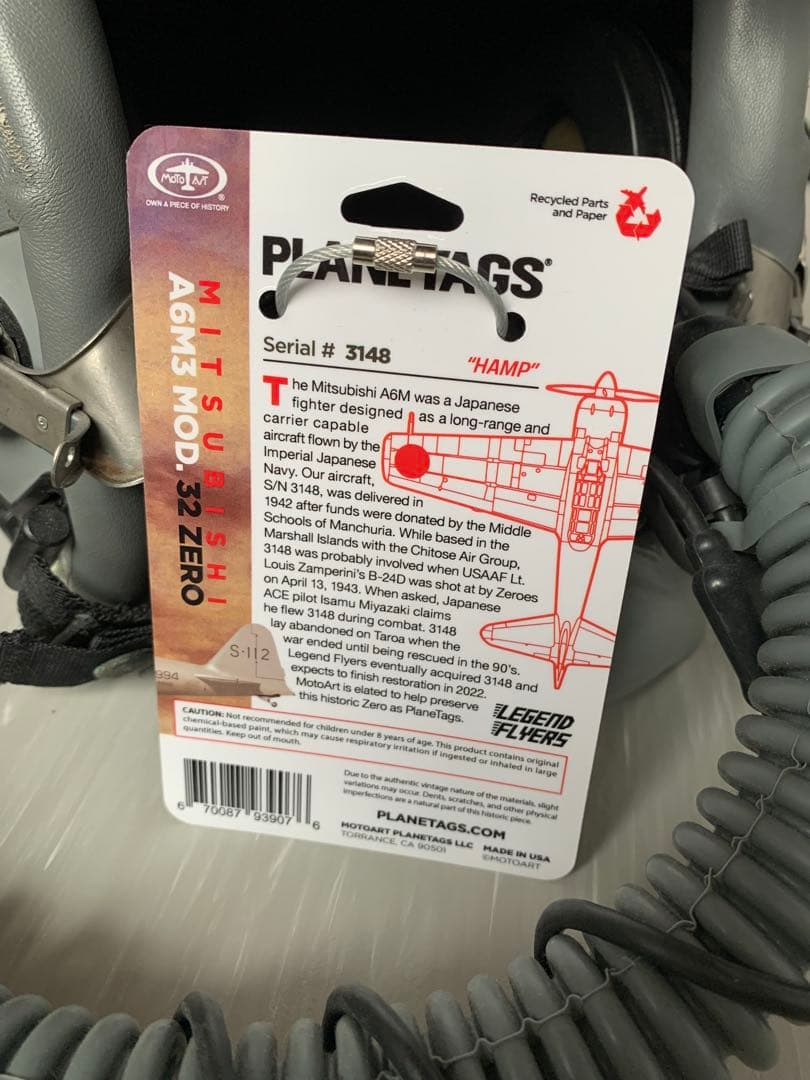 MotoArt
OWN A PIECE OF HISTORY
Recycled Parts
and Paper
PLANETAGS®
Serial # 3148
"HAMP"
MITSUBISHI
A6M3 MOD. 32 ZERO
The Mitsubishi A6M was a Japanese
fighter designed as a long-range and
carrier capable
aircraft flown by the
Imperial Japanese
Navy. Our aircraft,
S/N 3148, was delivered in
1942 after funds were donated by the Middle
Schools of Manchuria. While based in the
Marshall Islands with the Chitose Air Group,
3148 was probably involved when USAAF Lt.
Louis Zamperini's B-24D was shot at by Zeroes
on April 13, 1943. When asked, Japanese
ACE pilot Isamu Miyazaki claims
he flew 3148 during combat. 3148
lay abandoned on Taroa when the
war ended until being rescued in the 90's.
Legend Flyers eventually acquired 3148 and
expects to finish restoration in 2022.
MotoArt is elated to help preserve
this historic Zero as PlaneTags.
S-112
994
LEGEND
FLYERS
CAUTION: Not recommended for children under 8 years of age. This product contains original
chemical-based paint, which may cause respiratory irritation if ingested or inhaled in large
quantities. Keep out of mouth.
6 70087 93907 6
Due to the authentic vintage nature of the materials, slight
variations may occur. Dents, scratches, and other physical
imperfections are a natural part of this historic piece.
PLANETAGS.COM
MOTOART PLANETAGS LLC MADE IN USA
TORRANCE, CA 90501 ©MOTOART